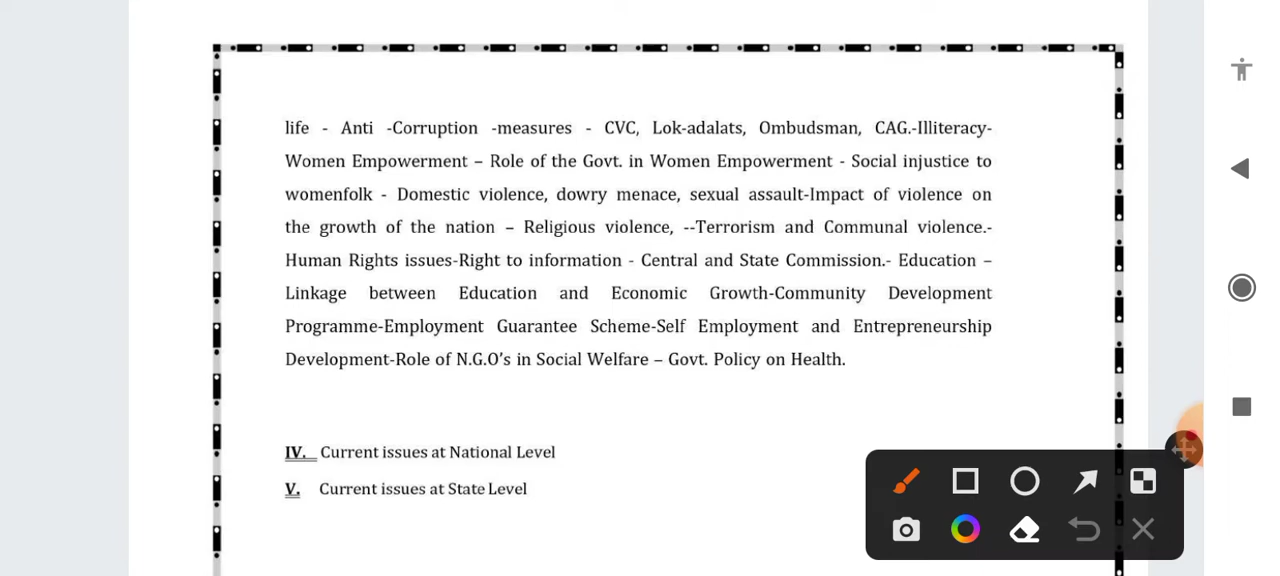 life - Anti -Corruption -measures - CVC, Lok-adalats, Ombudsman, CAG.-Illiteracy-
Women Empowerment – Role of the Govt. in Women Empowerment - Social injustice to
womenfolk - Domestic violence, dowry menace, sexual assault-Impact of violence on
the growth of the nation – Religious violence, --Terrorism and Communal violence.-
Human Rights issues-Right to information - Central and State Commission.- Education –
Linkage between Education and Economic Growth-Community Development
Programme-Employment Guarantee Scheme-Self Employment and Entrepreneurship
Development-Role of N.G.O's in Social Welfare – Govt. Policy on Health.
IV. Current issues at National Level
V. Current issues at State Level